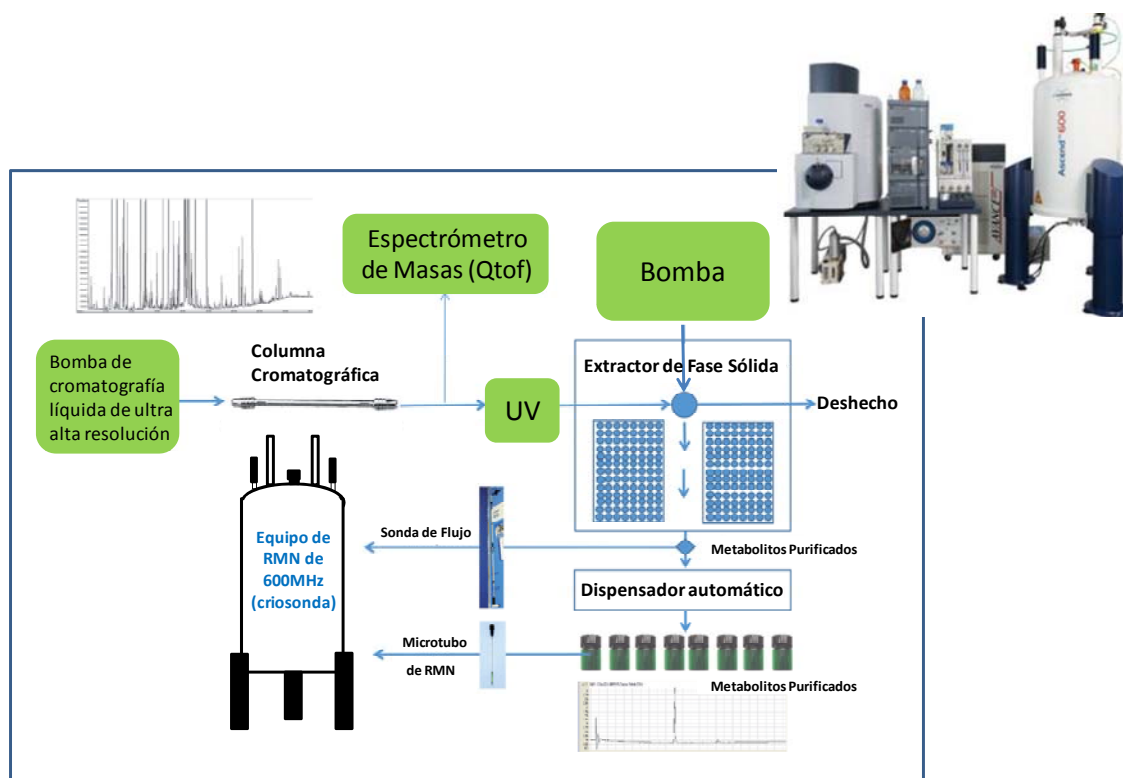 Ascend™ 600
AVANCE
Espectrómetro
de Masas (Qtof)
Bomba
Bomba de
cromatografía
líquida de ultra
alta resolución
Columna
Cromatográfica
UV
Extractor de Fase Sólida
Deshecho
Equipo de
RMN de
600MHz
(criosonda)
Sonda de Flujo
Metabolitos Purificados
Dispensador automático
Microtubo
de RMN
Metabolitos Purificados